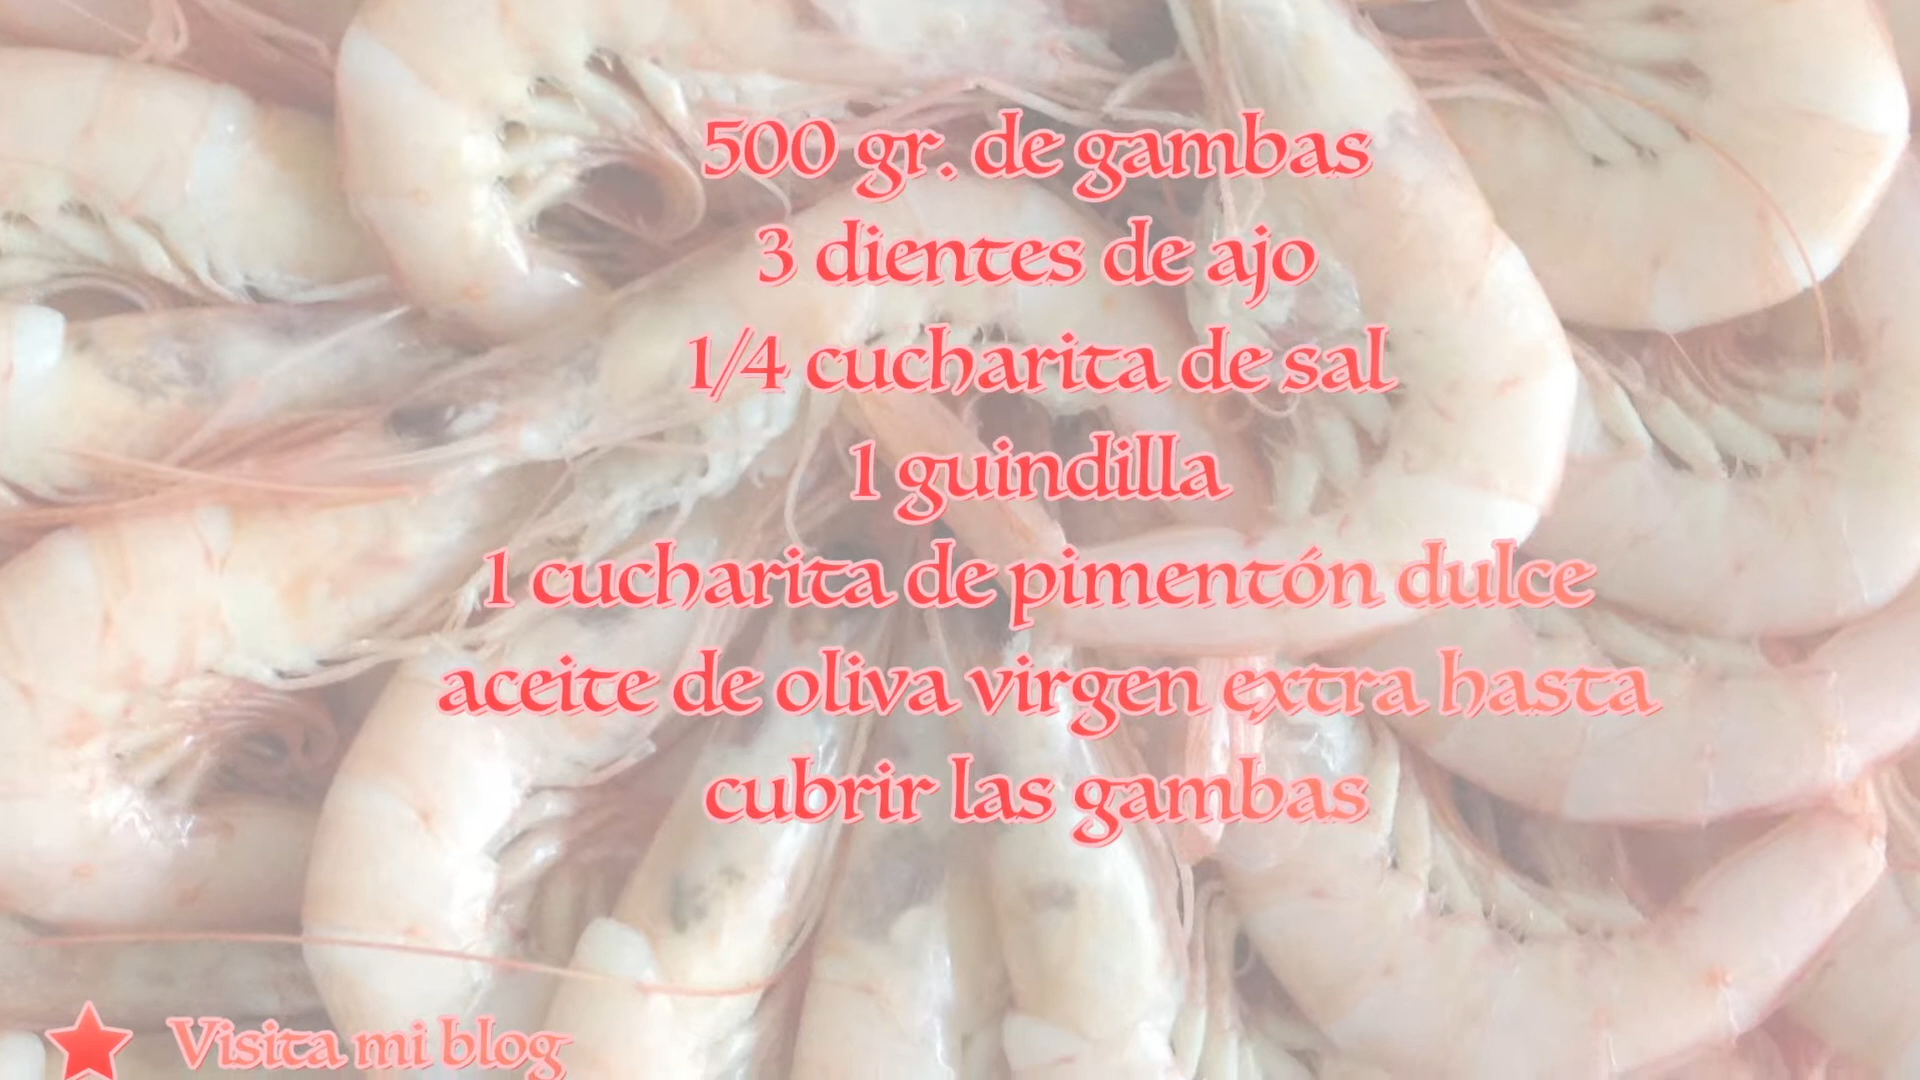 500 gr. de gambas
3 dientes de ajo
1/4 cucharita de sal
1 guindilla
1 cucharita de pimentón dulce
aceite de oliva virgen extra hasta
cubrir las gambas
Visita mi blog